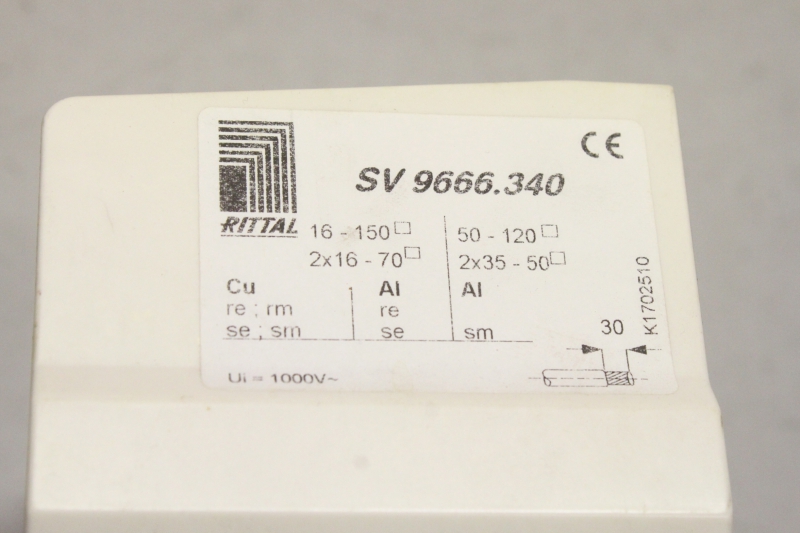 CE
SV 9666.340
RITTAL
16 - 150□ 50 - 120□
2x16 - 70□ 2x35 - 50□
Cu Al Al
re ; rm re
se ; sm se sm
Ui = 1000V~
30
K1702510